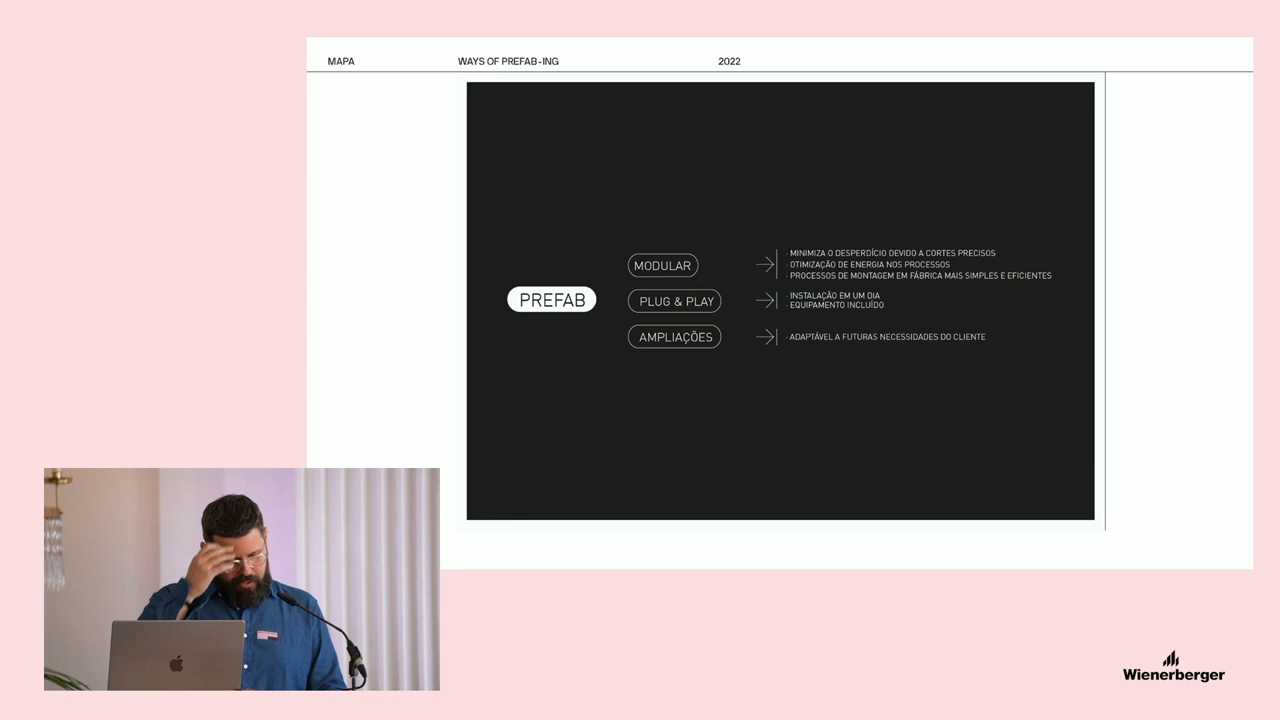 MAPA
WAYS OF PREFAB-ING
2022
PREFAB
MODULAR
· MINIMIZA O DESPERDÍCIO DEVIDO A CORTES PRECISOS
· OTIMIZAÇÃO DE ENERGIA NOS PROCESSOS
· PROCESSOS DE MONTAGEM EM FÁBRICA MAIS SIMPLES E EFICIENTES
PLUG & PLAY
· INSTALAÇÃO EM UM DIA
· EQUIPAMENTO INCLUÍDO
AMPLIAÇÕES
· ADAPTÁVEL A FUTURAS NECESSIDADES DO CLIENTE
Wienerberger